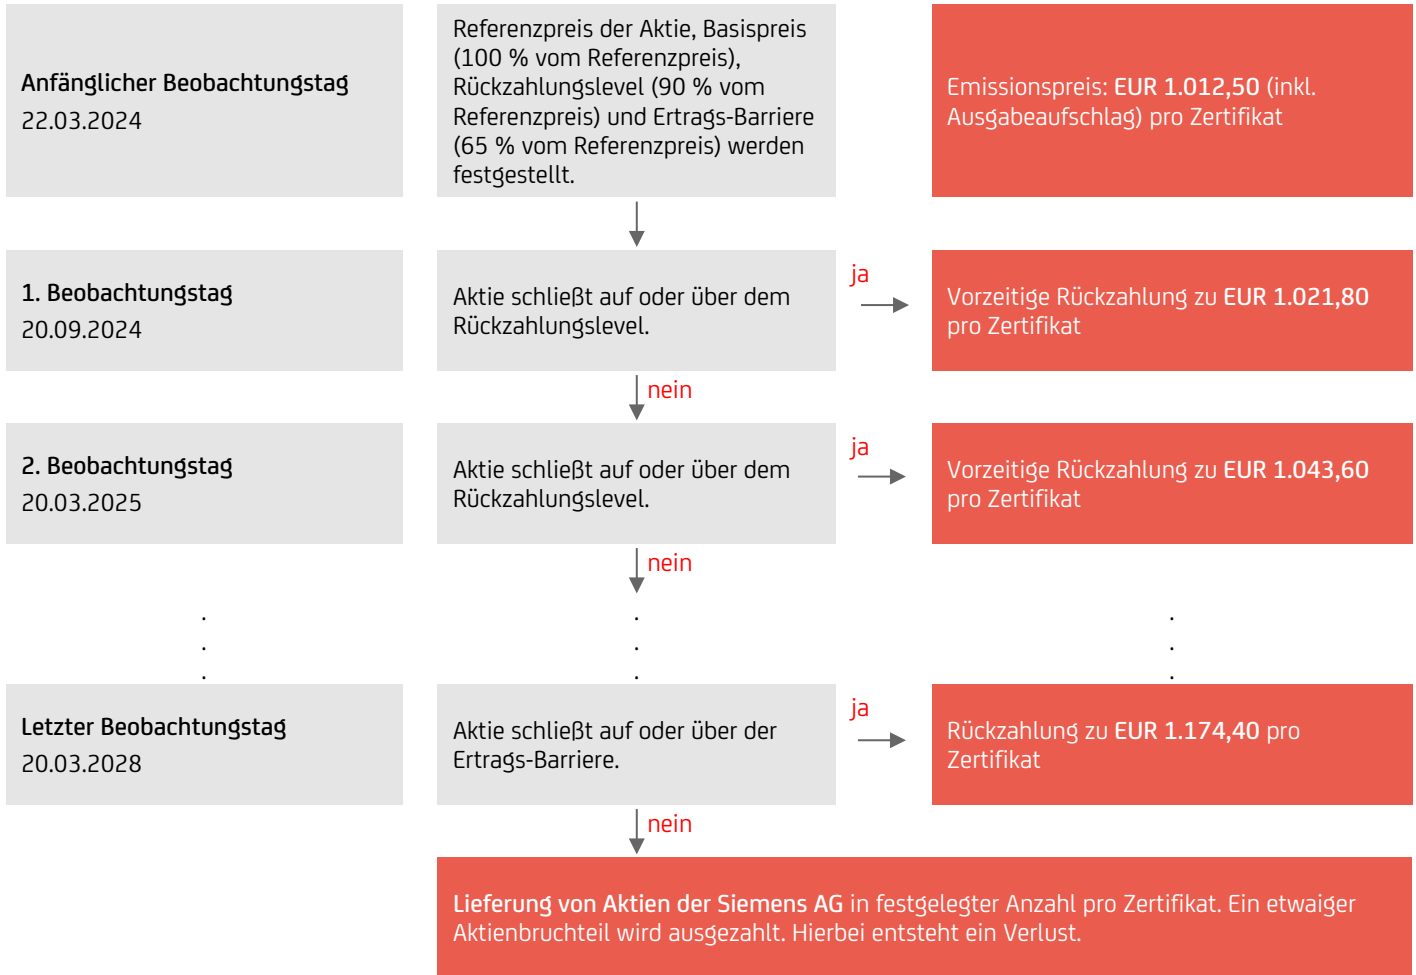 Anfänglicher Beobachtungstag
22.03.2024
Referenzpreis der Aktie, Basispreis
(100 % vom Referenzpreis),
Rückzahlungslevel (90 % vom
Referenzpreis) und Ertrags-Barriere
(65 % vom Referenzpreis) werden
festgestellt.
Emissionspreis: EUR 1.012,50 (inkl.
Ausgabeaufschlag) pro Zertifikat
1. Beobachtungstag
20.09.2024
Aktie schließt auf oder über dem
Rückzahlungslevel.
ja
Vorzeitige Rückzahlung zu EUR 1.021,80
pro Zertifikat
nein
2. Beobachtungstag
20.03.2025
Aktie schließt auf oder über dem
Rückzahlungslevel.
ja
Vorzeitige Rückzahlung zu EUR 1.043,60
pro Zertifikat
nein
. . .
. . .
. . .
Letzter Beobachtungstag
20.03.2028
Aktie schließt auf oder über der
Ertrags-Barriere.
ja
Rückzahlung zu EUR 1.174,40 pro
Zertifikat
nein
Lieferung von Aktien der Siemens AG in festgelegter Anzahl pro Zertifikat. Ein etwaiger
Aktienbruchteil wird ausgezahlt. Hierbei entsteht ein Verlust.